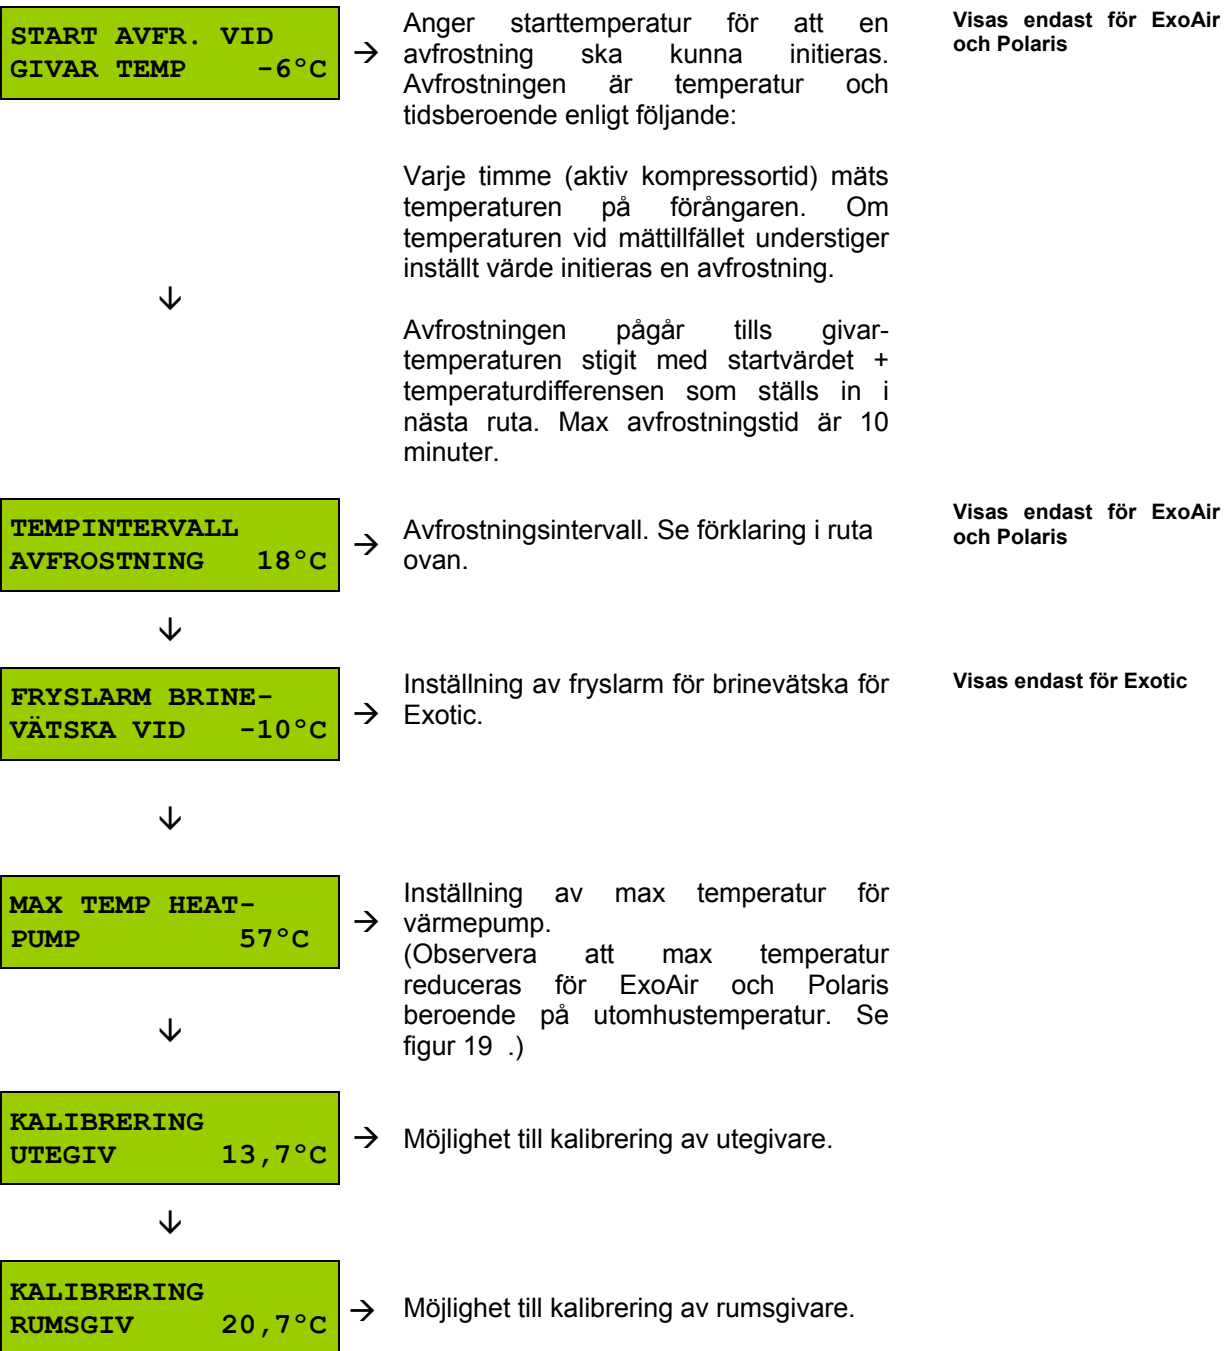 START AVFR. VID
GIVAR TEMP -6°C
→
Anger starttemperatur för att en
avfrostning ska kunna initieras.
Avfrostningen är temperatur och
tidsberoende enligt följande:
Visas endast för ExoAir
och Polaris
Varje timme (aktiv kompressortid) mäts
temperaturen på förångaren. Om
temperaturen vid mättillfället understiger
inställt värde initieras en avfrostning.
↓
Avfrostningen pågår tills givar-
temperaturen stigit med startvärdet +
temperaturdifferensen som ställs in i
nästa ruta. Max avfrostningstid är 10
minuter.
TEMPINTERVALL
AVFROSTNING 18°C
→
Avfrostningsintervall. Se förklaring i ruta
ovan.
Visas endast för ExoAir
och Polaris
↓
FRYSLARM BRINE-
VÄTSKA VID -10°C
→
Inställning av fryslarm för brinevätska för
Exotic.
Visas endast för Exotic
↓
MAX TEMP HEAT-
PUMP 57°C
→
Inställning av max temperatur för
värmepump.
(Observera att max temperatur
reduceras för ExoAir och Polaris
beroende på utomhustemperatur. Se
figur 19 .)
↓
KALIBRERING
UTEGIV 13,7°C
→
Möjlighet till kalibrering av utegivare.
↓
KALIBRERING
RUMSGIV 20,7°C
→
Möjlighet till kalibrering av rumsgivare.